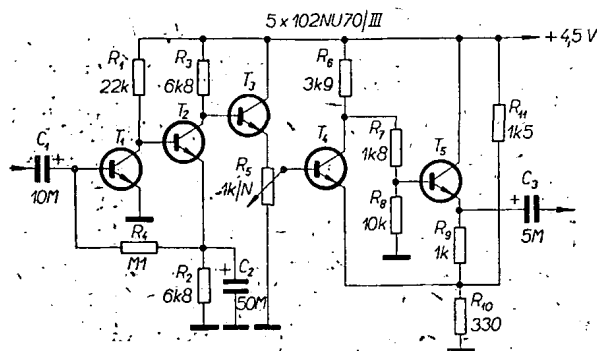 5 x 102NU70/III
+ 4,5 V
R1
22k
R3
6k8
T3
R6
3k9
R11
1k5
T1
T2
T4
R7
1k8
T5
C1
+
10M
R5
1k/N
R8
10k
+
C3
5M
R4
M1
R9
1k
R2
6k8
+
C2
50M
R10
330